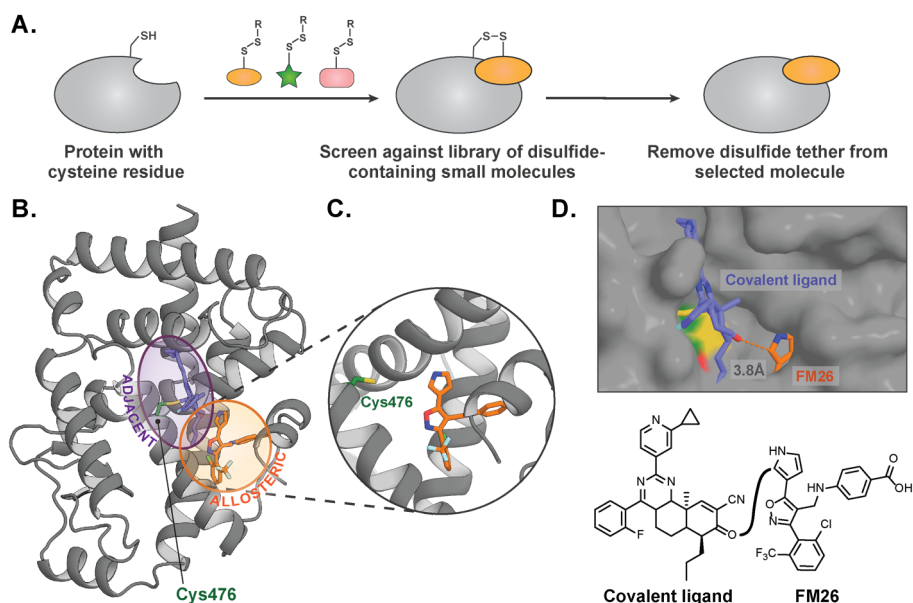 A.
SH
R
S
S
R
S
S
R
S
S
S-S
Protein with
cysteine residue
Screen against library of disulfide-
containing small molecules
Remove disulfide tether from
selected molecule
B.
ADJACENT
ALLOSTERIC
Cys476
C.
Cys476
D.
Covalent ligand
3.8Å
FM26
N
N
N
F
CN
O
Covalent ligand
HN
O
N
HN
O
OH
Cl
F₃C
FM26